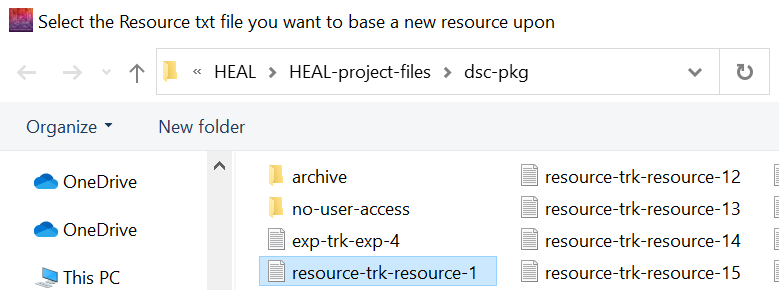 Select the Resource txt file you want to base a new resource upon
« HEAL > HEAL-project-files > dsc-pkg
Organize New folder
OneDrive
OneDrive
This PC
archive
no-user-access
exp-trk-exp-4
resource-trk-resource-1
resource-trk-resource-12
resource-trk-resource-13
resource-trk-resource-14
resource-trk-resource-15